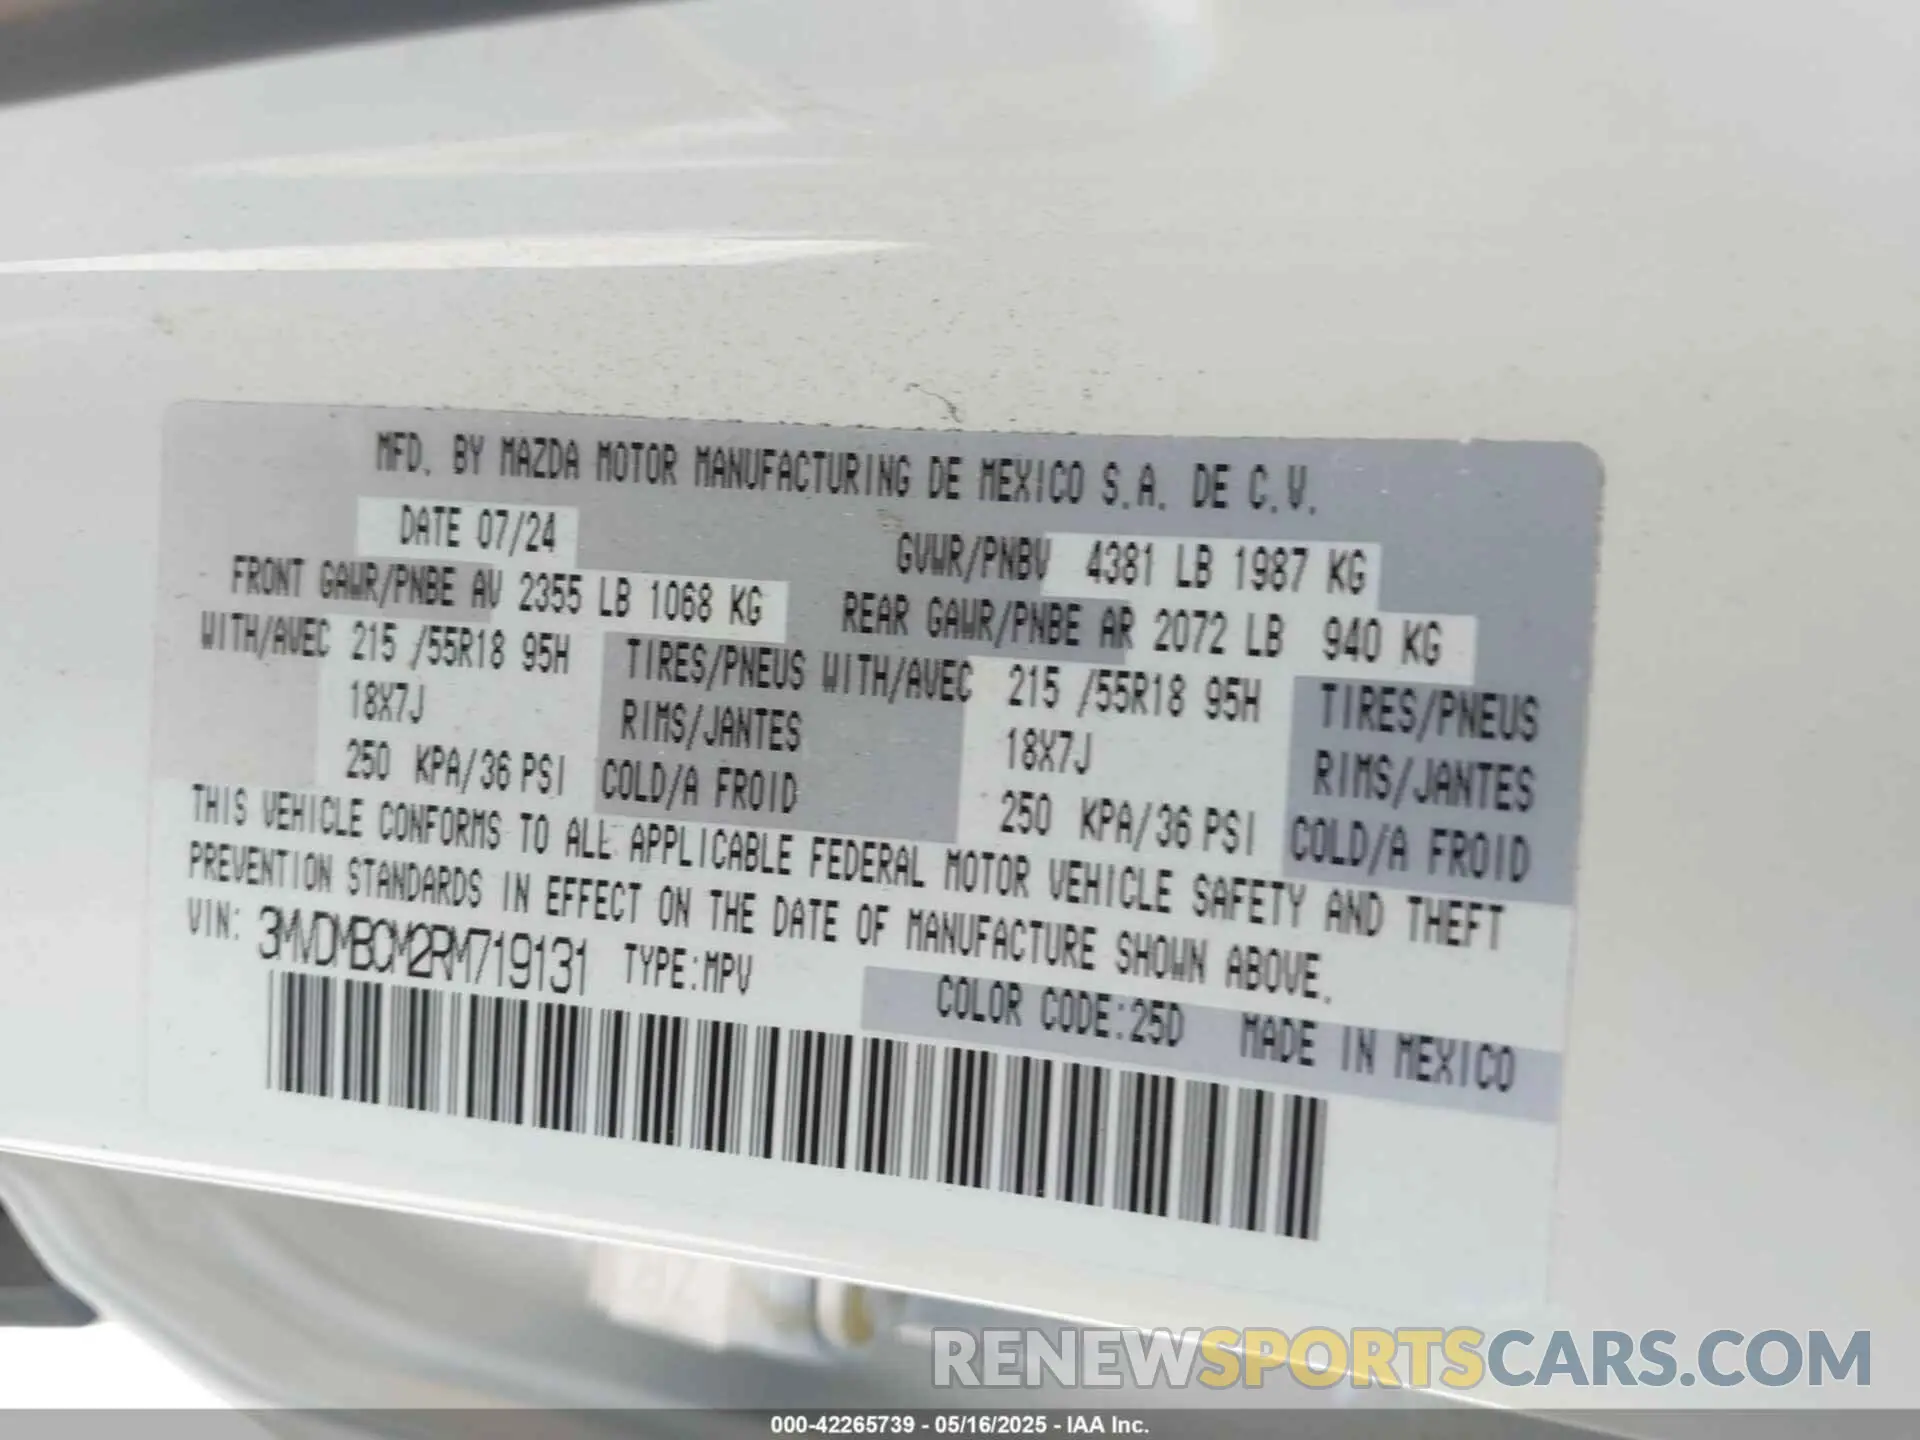 MFD. BY MAZDA MOTOR MANUFACTURING DE MEXICO S.A. DE C.V.
DATE 07/24 GVWR/PNBV 4381 LB 1987 KG
FRONT GAWR/PNBE AV 2355 LB 1068 KG REAR GAWR/PNBE AR 2072 LB 940 KG
WITH/AVEC 215 /55R18 95H TIRES/PNEUS WITH/AVEC 215 /55R18 95H TIRES/PNEUS
18X7J RIMS/JANTES 18X7J RIMS/JANTES
250 KPA/36 PSI COLD/A FROID 250 KPA/36 PSI COLD/A FROID
THIS VEHICLE CONFORMS TO ALL APPLICABLE FEDERAL MOTOR VEHICLE SAFETY AND THEFT
PREVENTION STANDARDS IN EFFECT ON THE DATE OF MANUFACTURE SHOWN ABOVE.
VIN: 3MVDMBCM2RM719131 TYPE:MPV
COLOR CODE:25D MADE IN MEXICO
RENEWSPORTSCARS.COM
000-42265739 - 05/16/2025 - IAA Inc.